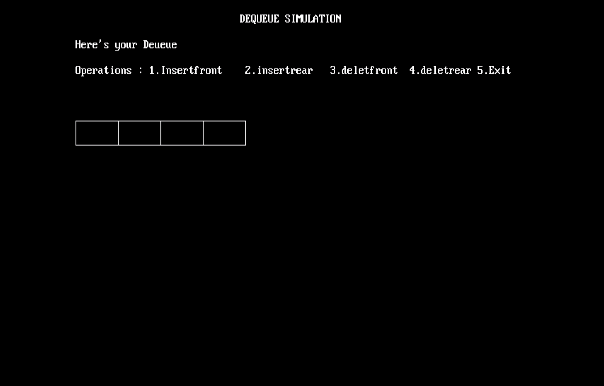 DEQUEUE SIMULATION
Here's your Deueue
Operations : 1.Insertfront 2.insertrear 3.deletfront 4.deletrear 5.Exit